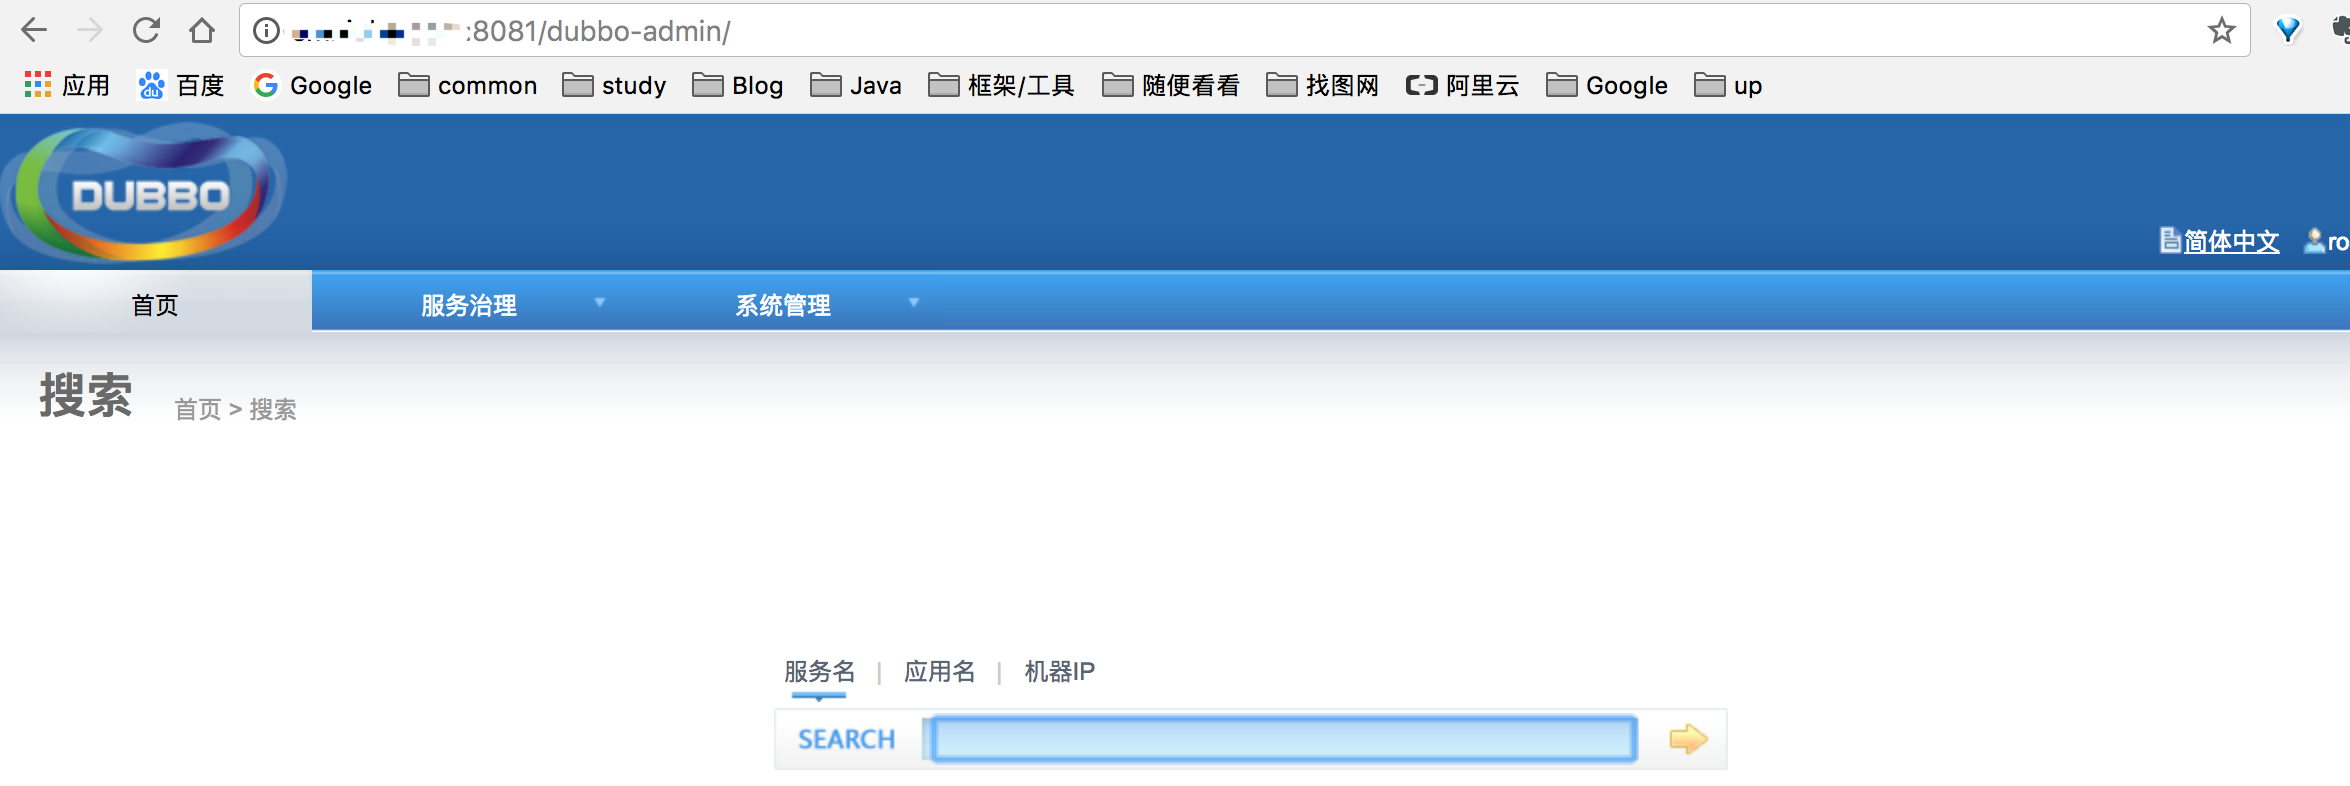 :8081/dubbo-admin/
应用 百度 Google common study Blog Java 框架/工具 随便看看 找图网 阿里云 Google up
DUBBO
简体中文 ro
首页 服务治理 系统管理
搜索 首页 > 搜索
服务名 | 应用名 | 机器IP
SEARCH